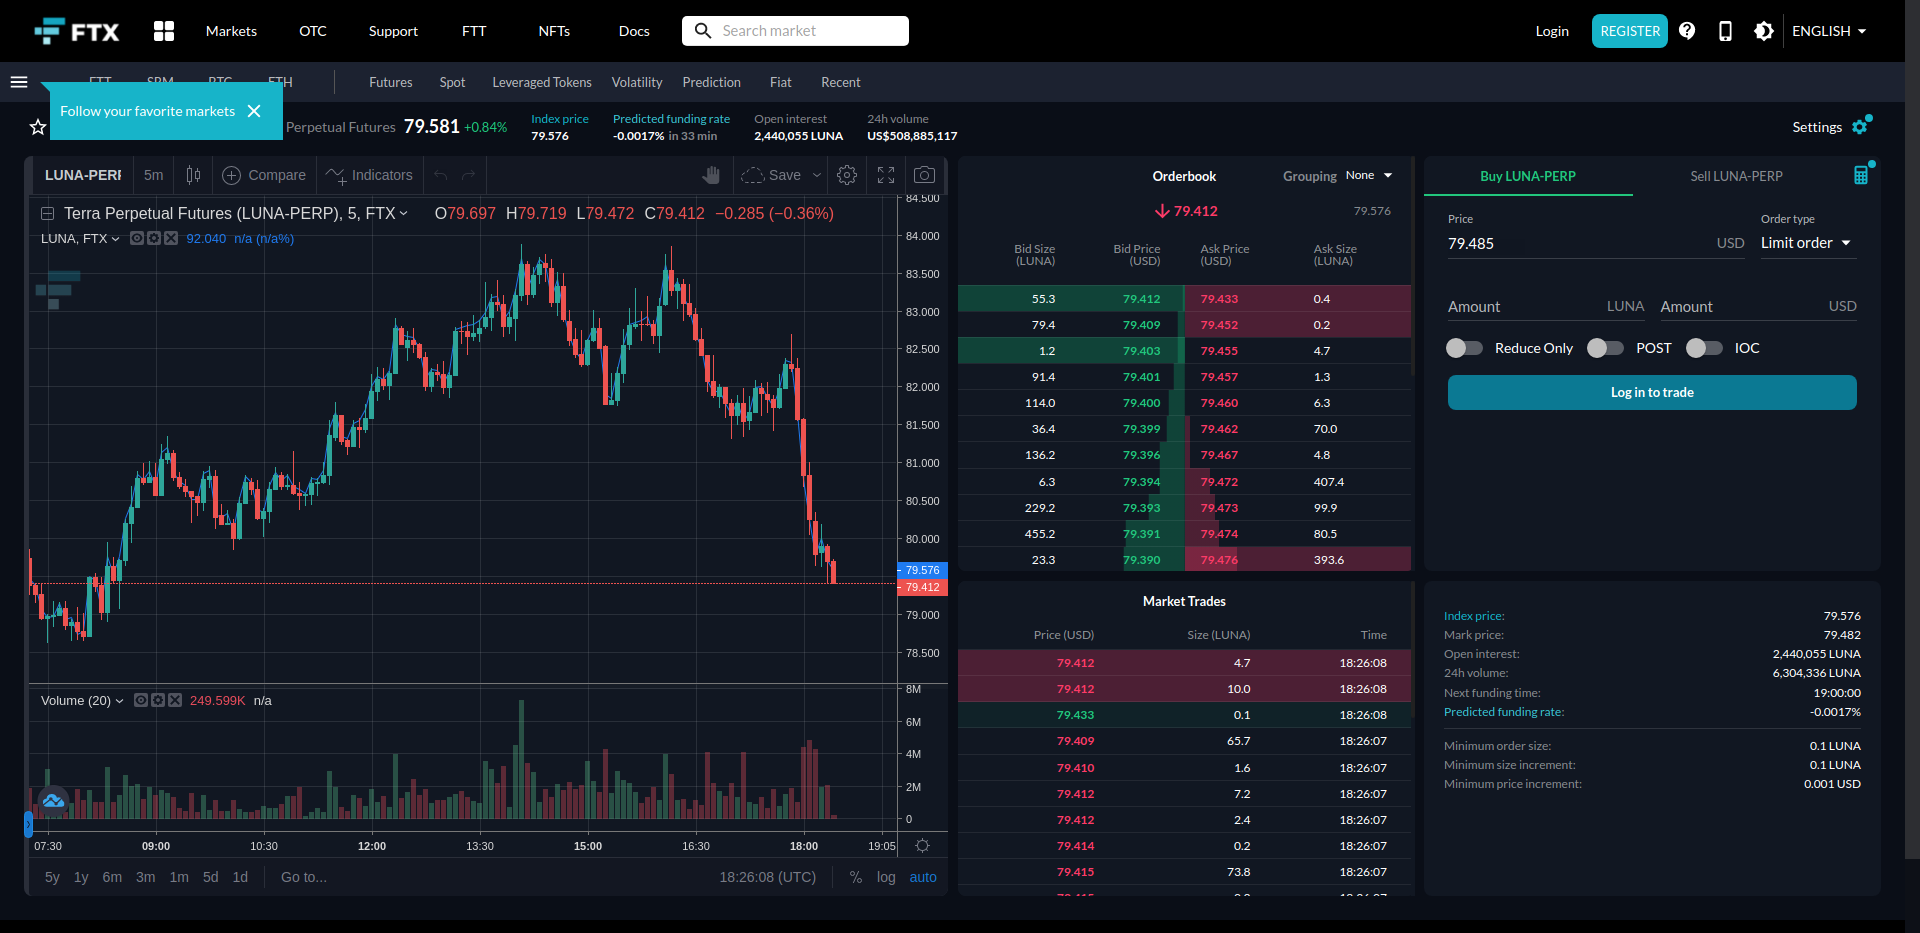 FTX
Markets OTC Support FTT NFTs Docs Search market Login REGISTER ENGLISH
FTT BTC ETH Futures Spot Leveraged Tokens Volatility Prediction Fiat Recent
Follow your favorite markets
Perpetual Futures 79.581 +0.84%
Index price
79.576
Predicted funding rate
-0.0017% in 33 min
Open interest
2,440,055 LUNA
24h volume
US$508,885,117
Settings
LUNA-PERP 5m Compare Indicators Save
Terra Perpetual Futures (LUNA-PERP), 5, FTX O79.697 H79.719 L79.472 C79.412 −0.285 (−0.36%)
LUNA, FTX 92.040 n/a (n/a%)
84.500
84.000
83.500
83.000
82.500
82.000
81.500
81.000
80.500
80.000
79.576
79.412
79.000
78.500
Volume (20) 249.599K n/a
8M
6M
4M
2M
0
07:30 09:00 10:30 12:00 13:30 15:00 16:30 18:00 19:05
5y 1y 6m 3m 1m 5d 1d Go to... 18:26:08 (UTC) % log auto
Orderbook Grouping None
79.412 79.576
Bid Size (LUNA) Bid Price (USD) Ask Price (USD) Ask Size (LUNA)
55.3 79.412 79.433 0.4
79.4 79.409 79.452 0.2
1.2 79.403 79.455 4.7
91.4 79.401 79.457 1.3
114.0 79.400 79.460 6.3
36.4 79.399 79.462 70.0
136.2 79.396 79.467 4.8
6.3 79.394 79.472 407.4
229.2 79.393 79.473 99.9
455.2 79.391 79.474 80.5
23.3 79.390 79.476 393.6
Market Trades
Price (USD) Size (LUNA) Time
79.412 4.7 18:26:08
79.412 10.0 18:26:08
79.433 0.1 18:26:08
79.409 65.7 18:26:07
79.410 1.6 18:26:07
79.412 7.2 18:26:07
79.412 2.4 18:26:07
79.414 0.2 18:26:07
79.415 73.8 18:26:07
Buy LUNA-PERP Sell LUNA-PERP
Price Order type
79.485 USD Limit order
Amount LUNA Amount USD
Reduce Only POST IOC
Log in to trade
Index price: 79.576
Mark price: 79.482
Open interest: 2,440,055 LUNA
24h volume: 6,304,336 LUNA
Next funding time: 19:00:00
Predicted funding rate: -0.0017%
Minimum order size: 0.1 LUNA
Minimum size increment: 0.1 LUNA
Minimum price increment: 0.001 USD